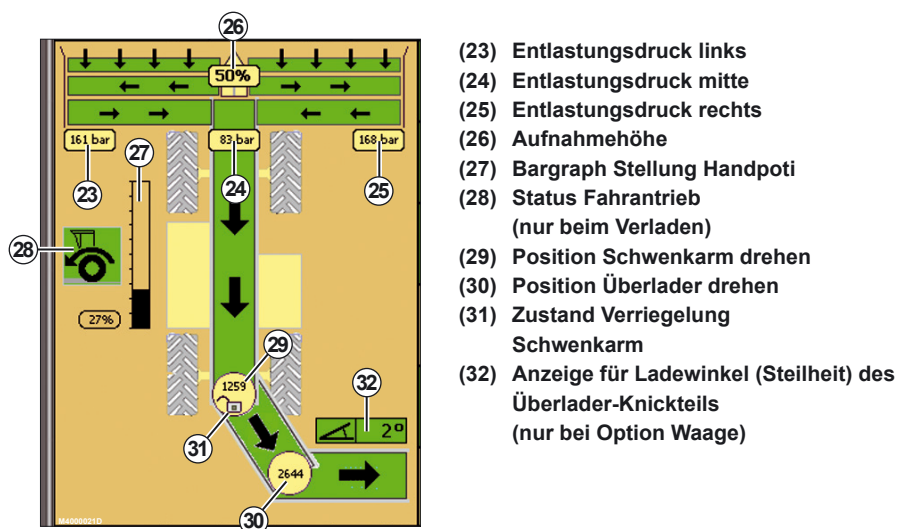 26
50%
161 bar
27
83 bar
168 bar
23
24
25
28
27%
29
1259
32
31
2º
2644
30
M4000021D
(23) Entlastungsdruck links
(24) Entlastungsdruck mitte
(25) Entlastungsdruck rechts
(26) Aufnahmehöhe
(27) Bargraph Stellung Handpoti
(28) Status Fahrantrieb
(nur beim Verladen)
(29) Position Schwenkarm drehen
(30) Position Überlader drehen
(31) Zustand Verriegelung
Schwenkarm
(32) Anzeige für Ladewinkel (Steilheit) des
Überlader-Knickteils
(nur bei Option Waage)